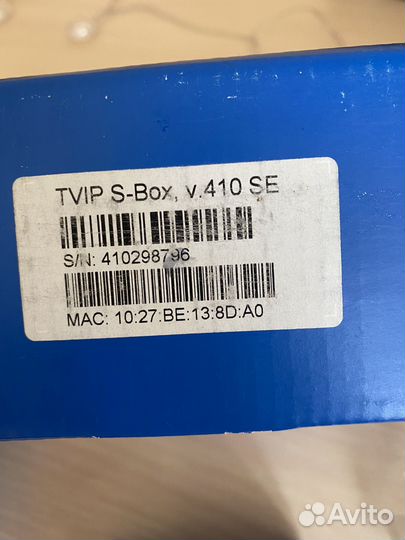 TVIP S-Box, v.410 SE
S/N: 410298796
MAC: 10:27:BE:13:8D:A0
Avito